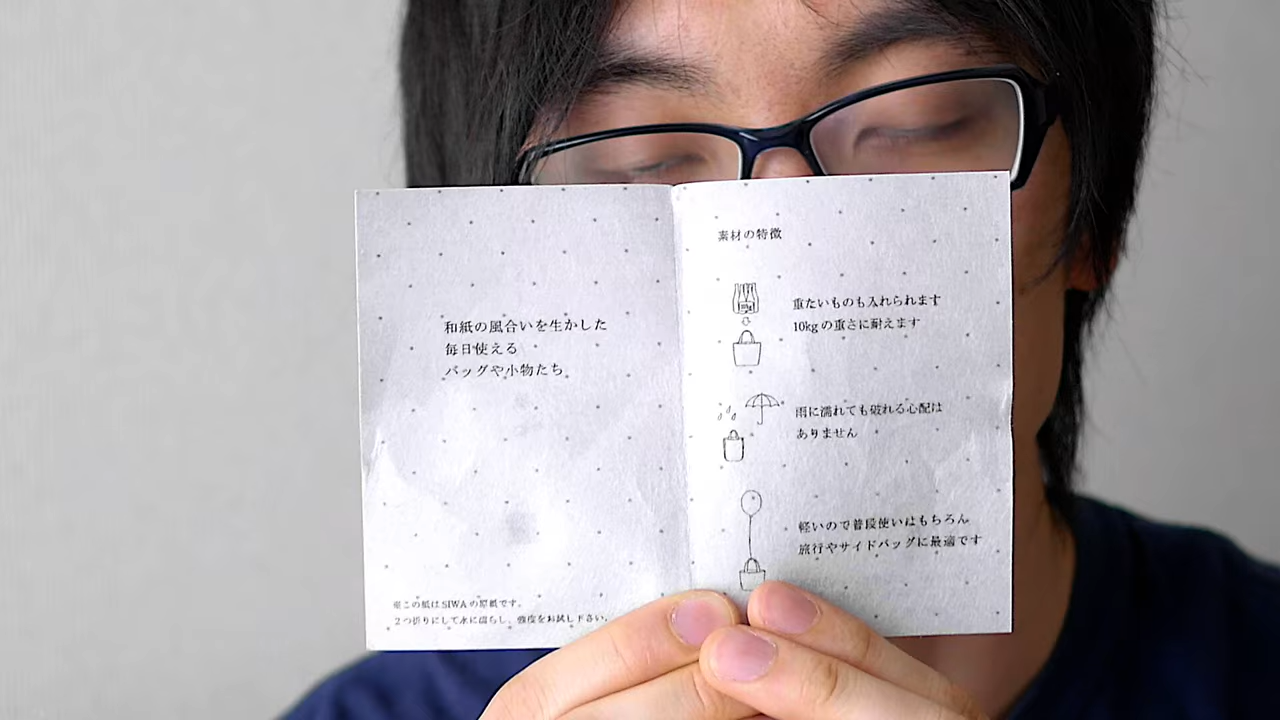 和紙の風合いを生かした
毎日使える
バッグや小物たち
※この紙はSIWAの原紙です。
2つ折りにして水に濡らし、強度をお試し下さい。
素材の特徴
重たいものも入れられます
10kgの重さに耐えます
雨に濡れても破れる心配は
ありません
軽いので普段使いはもちろん
旅行やサイドバッグに最適です